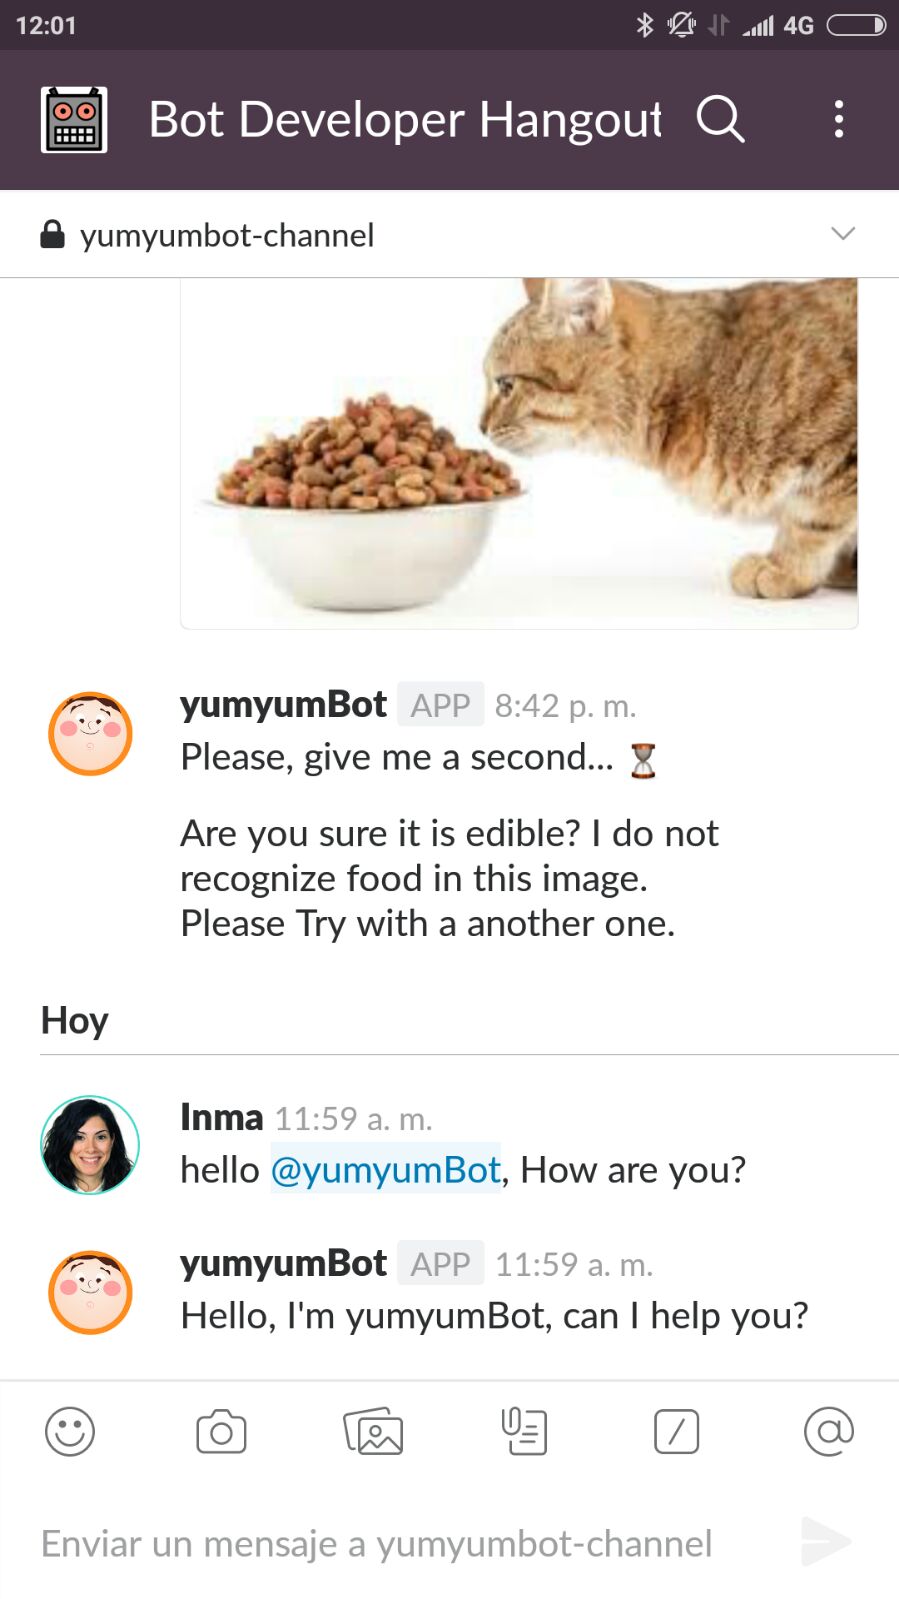 12:01
4G
Bot Developer Hangout
yumyumbot-channel
yumyumBot APP 8:42 p. m.
Please, give me a second...
Are you sure it is edible? I do not
recognize food in this image.
Please Try with a another one.
Hoy
Inma 11:59 a. m.
hello @yumyumBot, How are you?
yumyumBot APP 11:59 a. m.
Hello, I'm yumyumBot, can I help you?
Enviar un mensaje a yumyumbot-channel